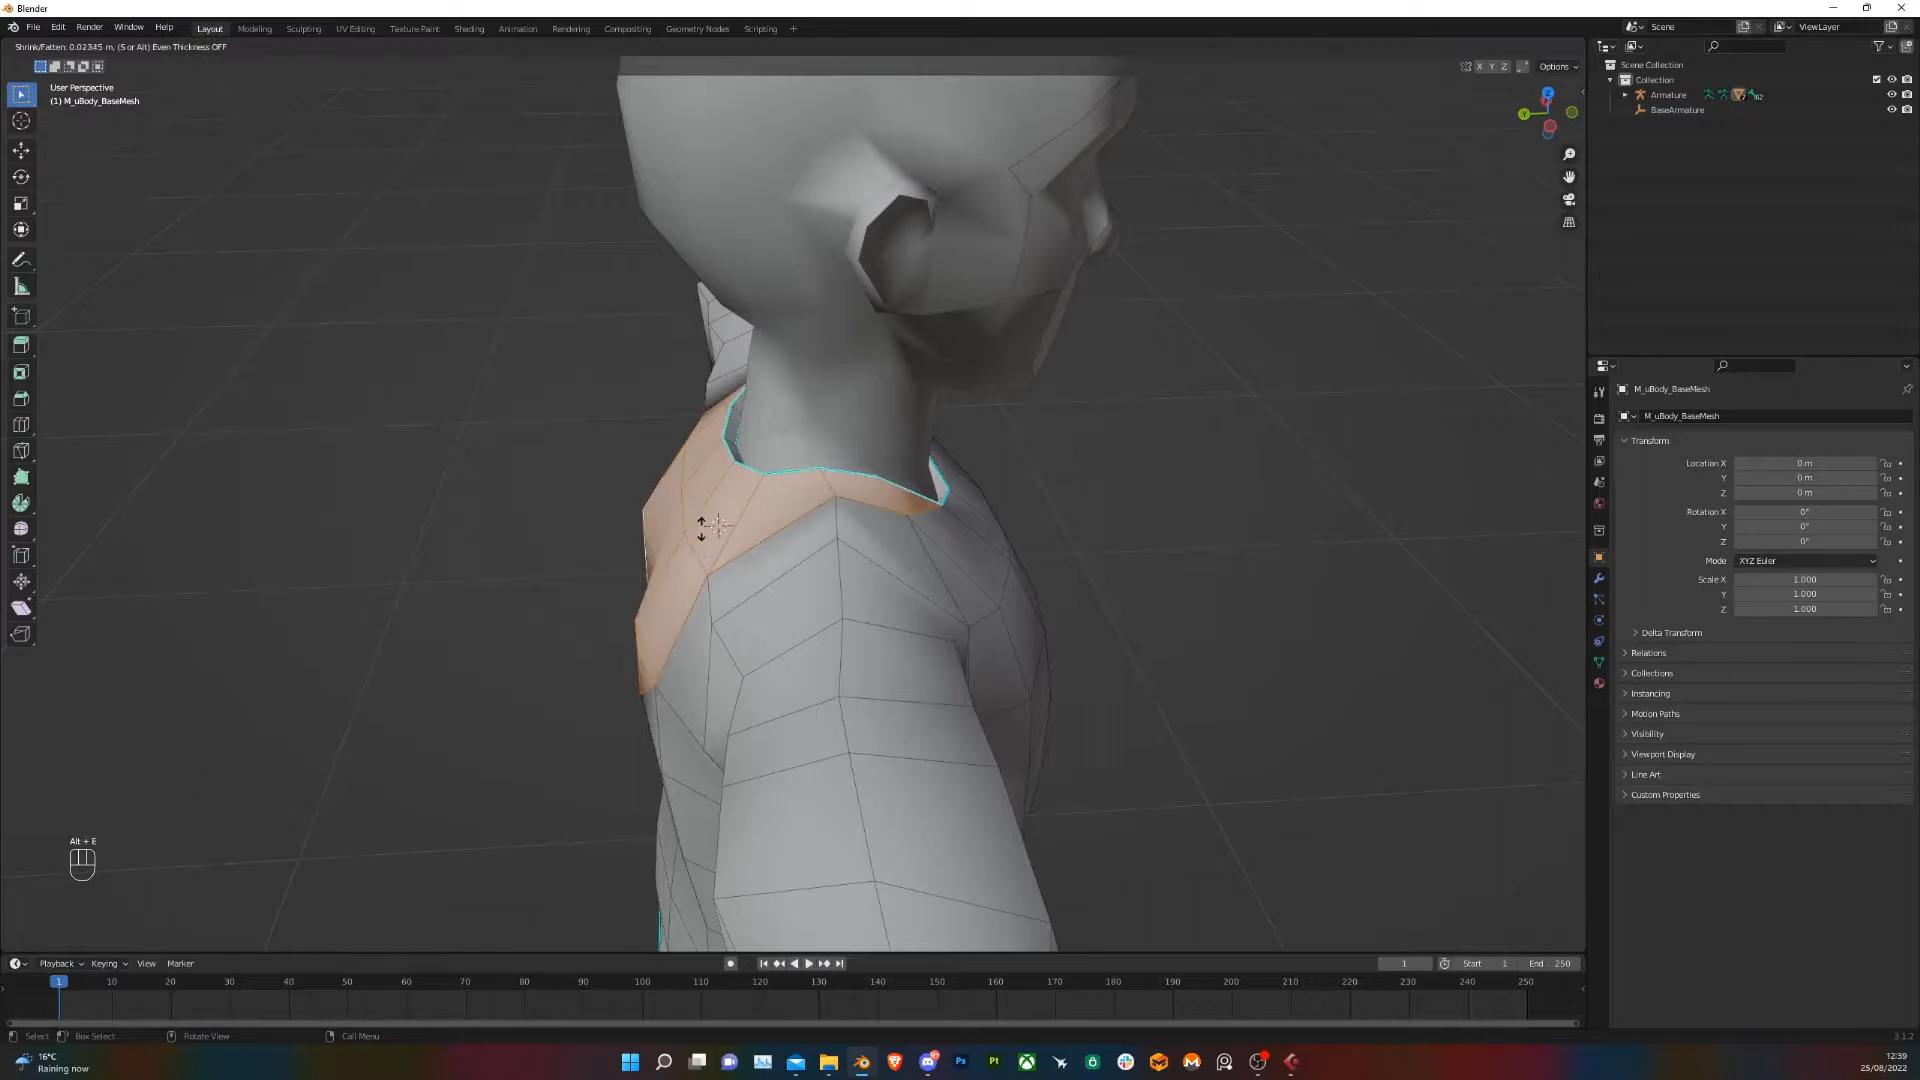 Blender
File Edit Render Window Help Layout Modeling Sculpting UV Editing Texture Paint Shading Animation Rendering Compositing Geometry Nodes Scripting +
Scene ViewLayer
Shrink/Fatten: 0.02345 m, (S or Alt) Even Thickness OFF
X Y Z Options
User Perspective
(1) M_uBody_BaseMesh
Z
Y
Scene Collection
Collection
Armature
BaseArmature
M_uBody_BaseMesh
M_uBody_BaseMesh
Transform
Location X 0 m
Y 0 m
Z 0 m
Rotation X 0°
Y 0°
Z 0°
Mode XYZ Euler
Scale X 1.000
Y 1.000
Z 1.000
Delta Transform
Relations
Collections
Instancing
Motion Paths
Visibility
Viewport Display
Line Art
Custom Properties
Alt + E
Playback Keying View Marker
1 Start 1 End 250
1 10 20 30 40 50 60 70 80 90 100 110 120 130 140 150 160 170 180 190 200 210 220 230 240 250
Select Box Select Rotate View Call Menu 3.1.2
16°C
Raining now
Ps Pt
12:39
25/08/2022